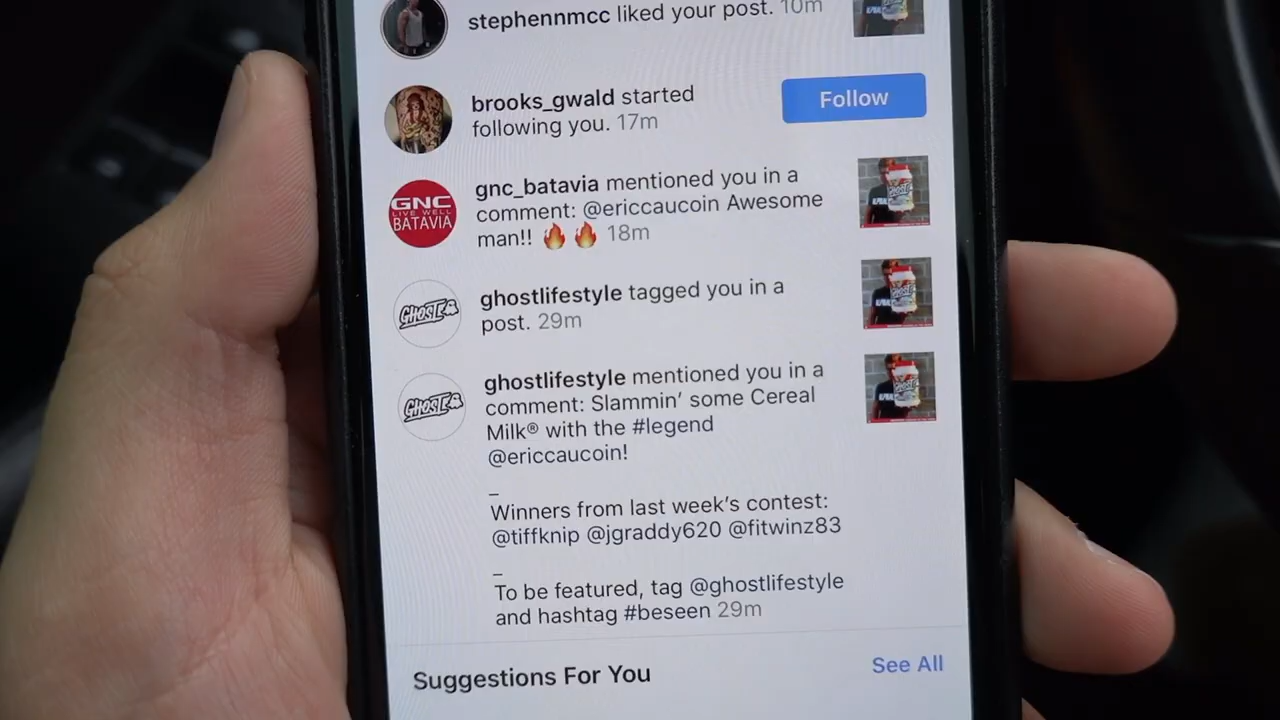 stephennmcc liked your post. 10m
brooks_gwald started
following you. 17m
Follow
GNC
LIVE WELL
BATAVIA
gnc_batavia mentioned you in a
comment: @ericcaucoin Awesome
man!! 🔥 🔥 18m
GHOST
ghostlifestyle tagged you in a
post. 29m
GHOST
ghostlifestyle mentioned you in a
comment: Slammin’ some Cereal
Milk® with the #legend
@ericcaucoin!
_
Winners from last week’s contest:
@tiffknip @jgraddy620 @fitwinz83
_
To be featured, tag @ghostlifestyle
and hashtag #beseen 29m
Suggestions For You
See All